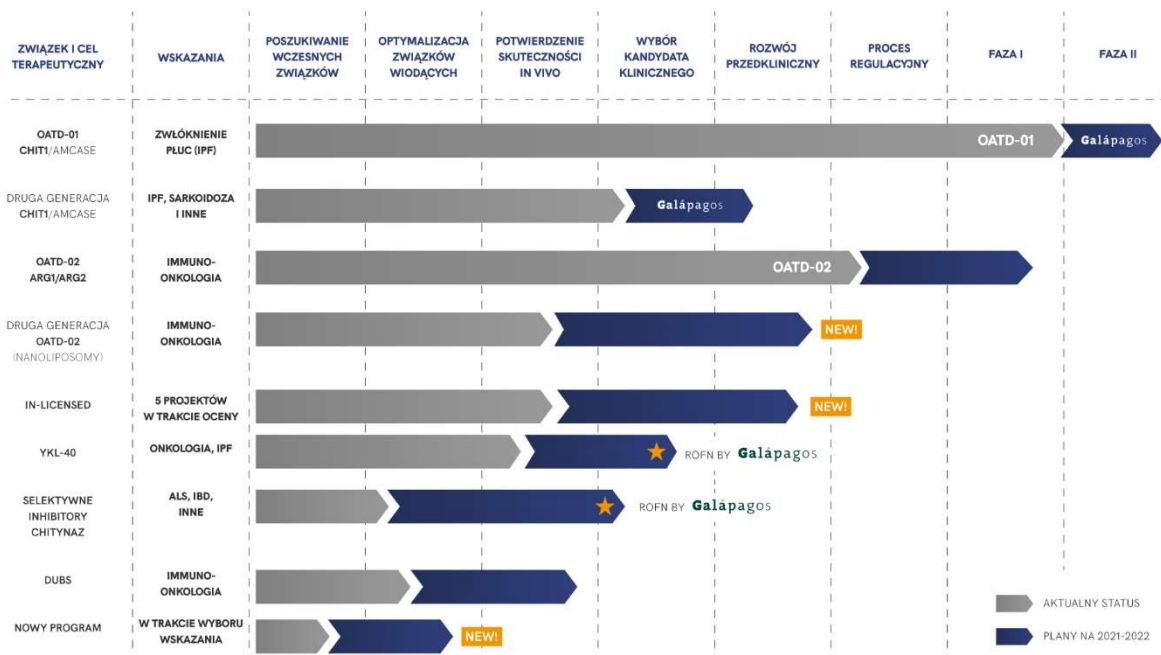 ZWIĄZEK I CEL
TERAPEUTYCZNY
WSKAZANIA
POSZUKIWANIE
WCZESNYCH
ZWIĄZKÓW
OPTYMALIZACJA
ZWIĄZKÓW
WIODĄCYCH
POTWIERDZENIE
SKUTECZNOŚCI
IN VIVO
WYBÓR
KANDYDATA
KLINICZNEGO
ROZWÓJ
PRZEDKLINICZNY
PROCES
REGULACYJNY
FAZA I
FAZA II
OATD-01
CHIT1/AMCASE
ZWŁÓKNIENIE
PŁUC (IPF)
OATD-01
Galápagos
DRUGA GENERACJA
CHIT1/AMCASE
IPF, SARKOIDOZA
I INNE
Galápagos
OATD-02
ARG1/ARG2
IMMUNO-
ONKOLOGIA
OATD-02
DRUGA GENERACJA
OATD-02
(NANOLIPOSOMY)
IMMUNO-
ONKOLOGIA
NEW!
IN-LICENSED
5 PROJEKTÓW
W TRAKCIE OCENY
NEW!
YKL-40
ONKOLOGIA, IPF
ROFN BY Galápagos
SELEKTYWNE
INHIBITORY
CHITYNAZ
ALS, IBD,
INNE
ROFN BY Galápagos
DUBS
IMMUNO-
ONKOLOGIA
NOWY PROGRAM
W TRAKCIE WYBORU
WSKAZANIA
NEW!
AKTUALNY STATUS
PLANY NA 2021-2022